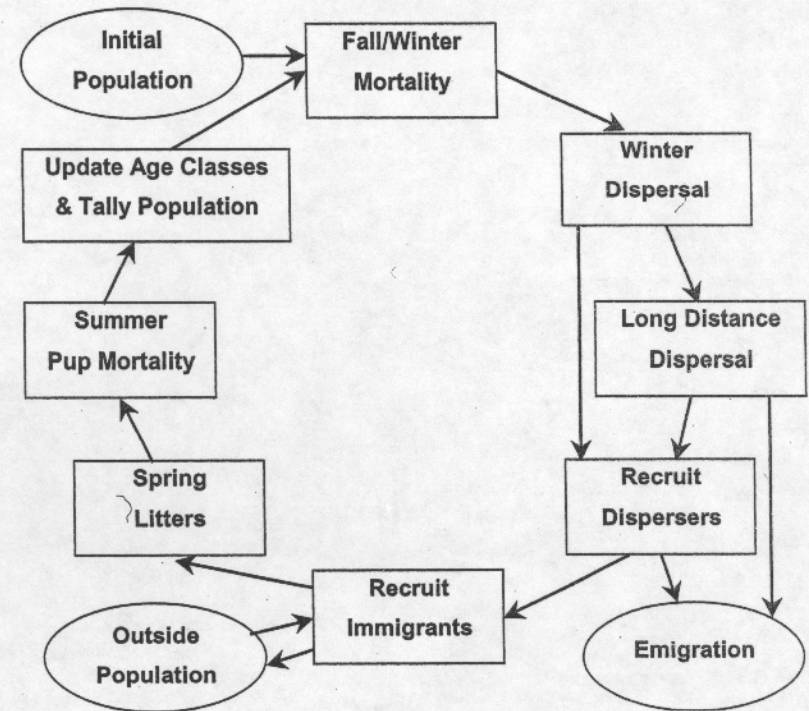 Initial
Population
Fall/Winter
Mortality
Winter
Dispersal
Update Age Classes
& Tally Population
Long Distance
Dispersal
Summer
Pup Mortality
Recruit
Dispersers
Spring
Litters
Recruit
Immigrants
Outside
Population
Emigration